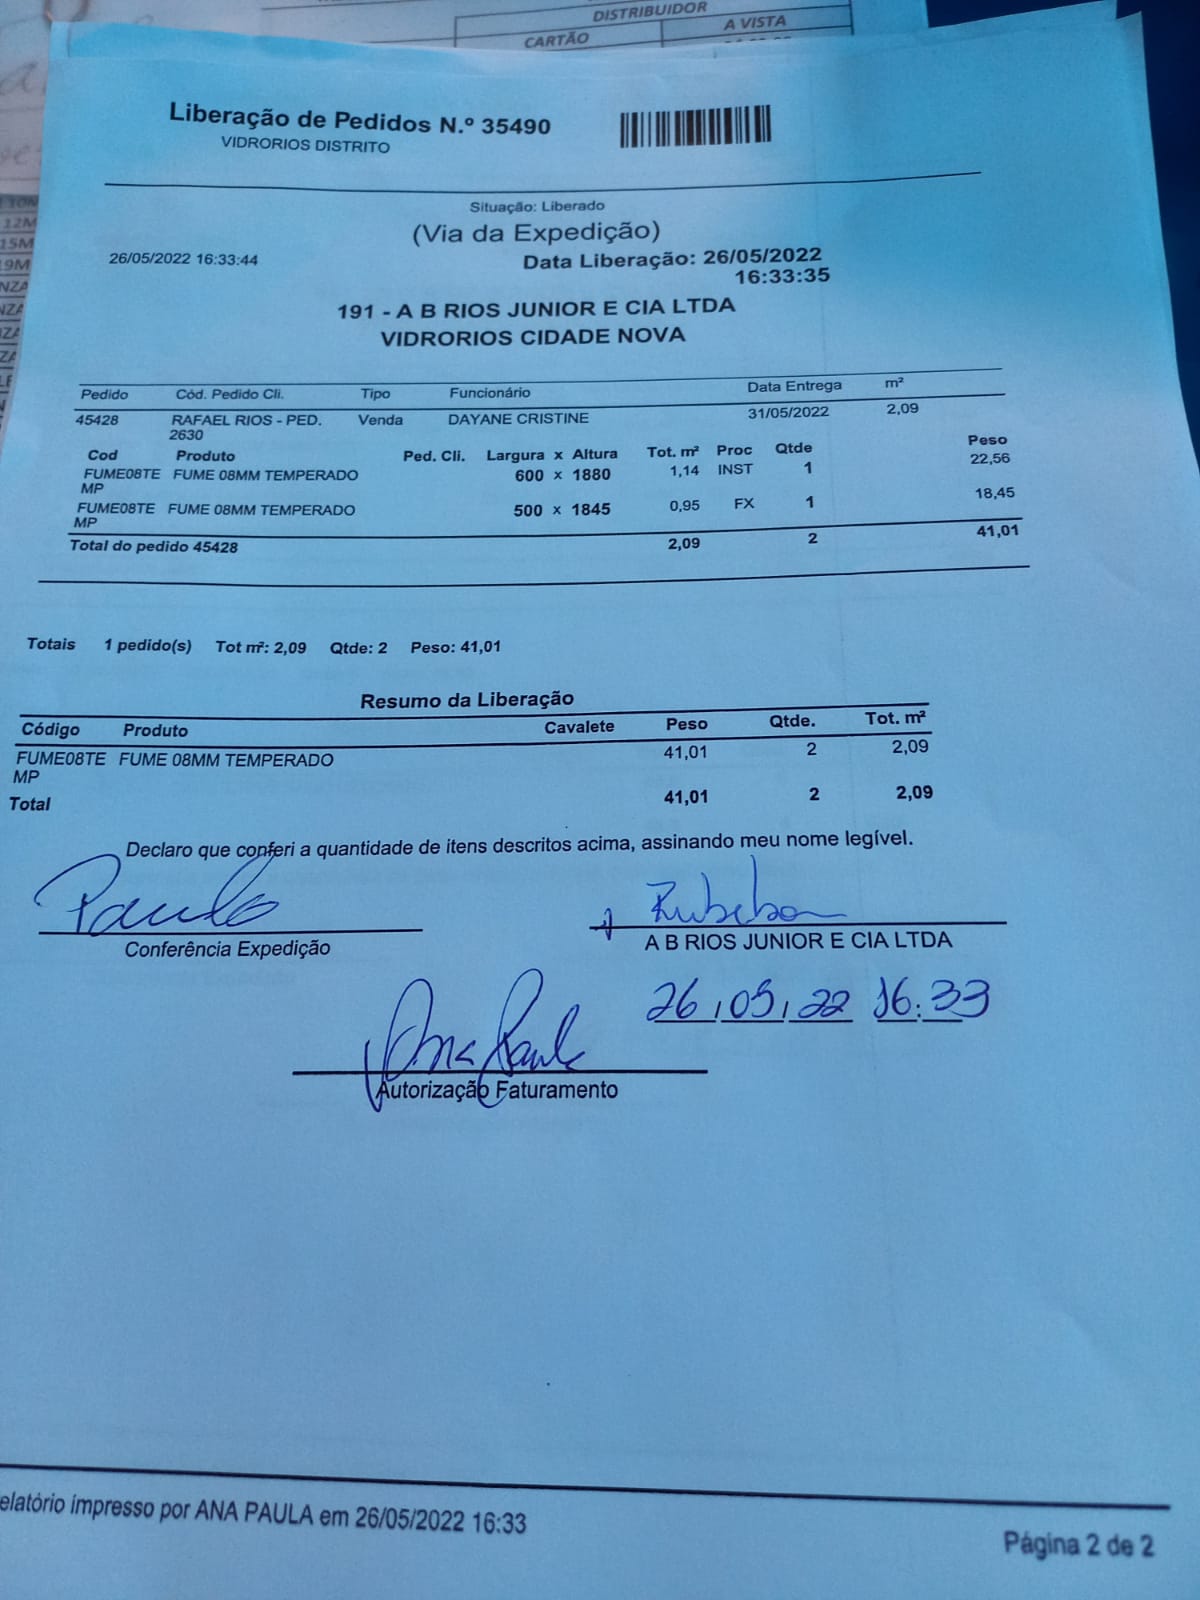 DISTRIBUIDOR
CARTÃO A VISTA
12M
15M
9M
NZA
Liberação de Pedidos N.º 35490
VIDRORIOS DISTRITO
Situação: Liberado
(Via da Expedição)
26/05/2022 16:33:44 Data Liberação: 26/05/2022
16:33:35
191 - A B RIOS JUNIOR E CIA LTDA
VIDRORIOS CIDADE NOVA
Pedido Cód. Pedido Cli. Tipo Funcionário Data Entrega m²
45428 RAFAEL RIOS - PED. Venda DAYANE CRISTINE 31/05/2022 2,09
2630
Cod Produto Ped. Cli. Largura x Altura Tot. m² Proc Qtde Peso
FUME08TE FUME 08MM TEMPERADO 600 x 1880 1,14 INST 1 22,56
MP
FUME08TE FUME 08MM TEMPERADO 500 x 1845 0,95 FX 1 18,45
MP
Total do pedido 45428 2,09 2 41,01
Totais 1 pedido(s) Tot m²: 2,09 Qtde: 2 Peso: 41,01
Resumo da Liberação
Código Produto Cavalete Peso Qtde. Tot. m²
FUME08TE FUME 08MM TEMPERADO 41,01 2 2,09
MP
Total 41,01 2 2,09
Declaro que conferi a quantidade de itens descritos acima, assinando meu nome legível.
Paulo
Conferência Expedição A B RIOS JUNIOR E CIA LTDA
26/05/22 16:33
Ana Paula
Autorização Faturamento
elatório impresso por ANA PAULA em 26/05/2022 16:33
Página 2 de 2